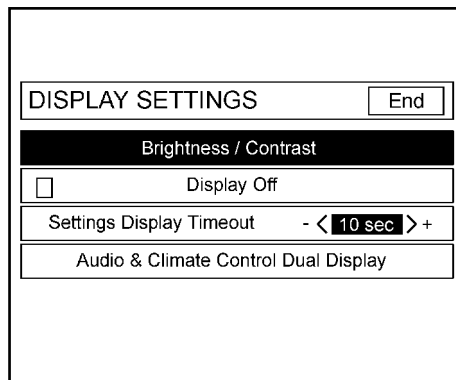 DISPLAY SETTINGS End
Brightness / Contrast
Display Off
Settings Display Timeout - < 10 sec > +
Audio & Climate Control Dual Display